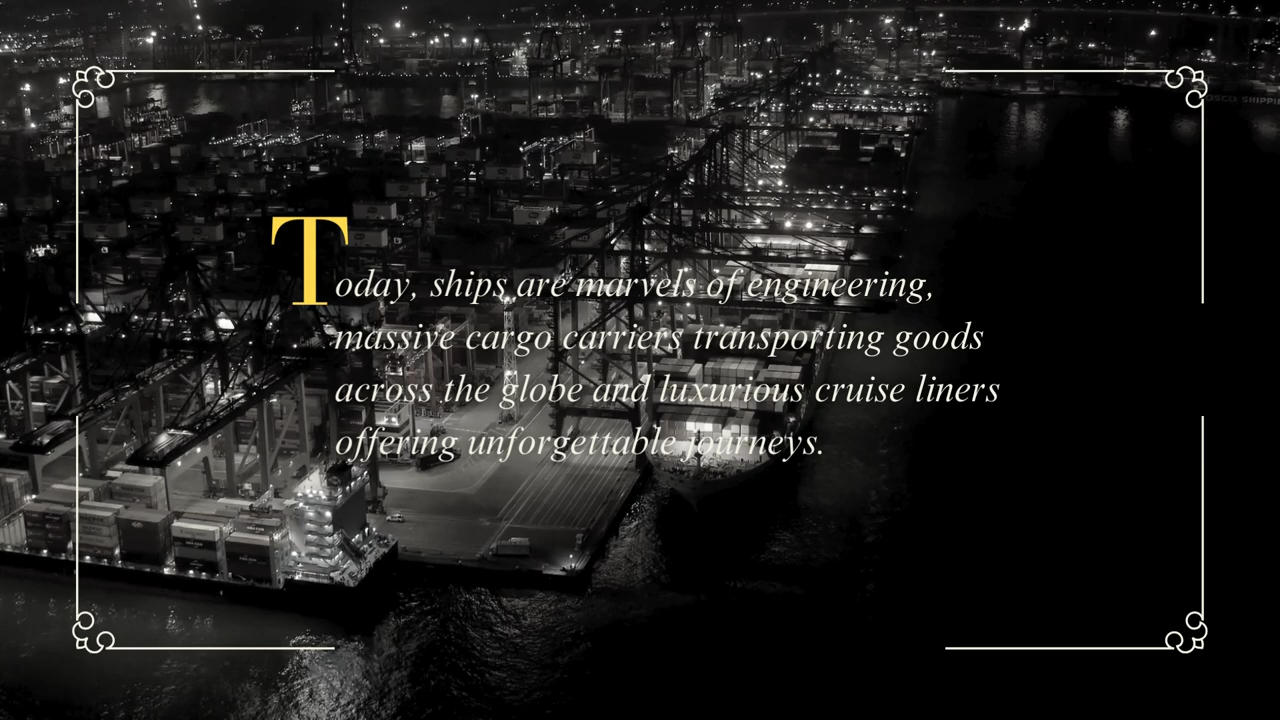 Today, ships are marvels of engineering,
massive cargo carriers transporting goods
across the globe and luxurious cruise liners
offering unforgettable journeys.